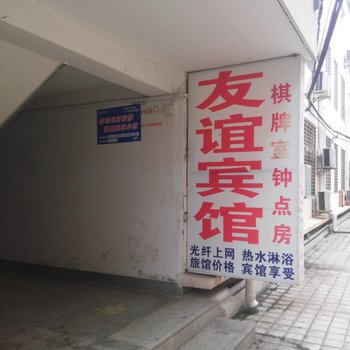 友谊宾馆
棋牌室钟点房
光纤上网 热水淋浴
旅馆价格 宾馆享受